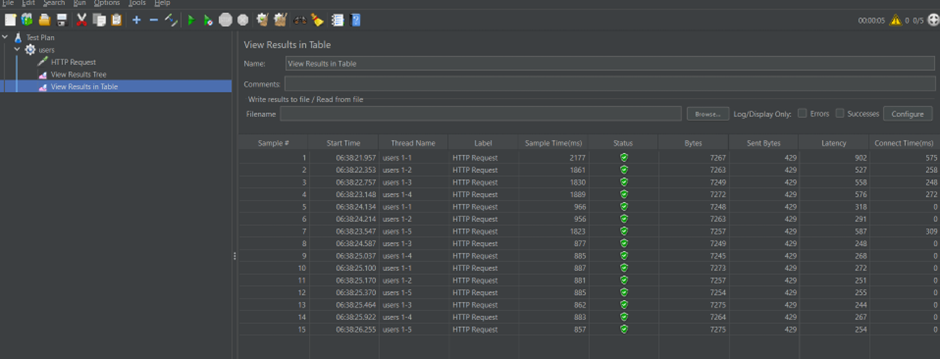 File Edit Search Run Options Tools Help
00:00:05 0 0/5
Test Plan
users
HTTP Request
View Results Tree
View Results in Table
View Results in Table
Name: View Results in Table
Comments:
Write results to file / Read from file
Filename Browse... Log/Display Only: Errors Successes Configure
Sample # Start Time Thread Name Label Sample Time(ms) Status Bytes Sent Bytes Latency Connect Time(ms)
1 06:38:21.957 users 1-1 HTTP Request 2177 7267 429 902 575
2 06:38:22.353 users 1-2 HTTP Request 1861 7263 429 527 258
3 06:38:22.757 users 1-3 HTTP Request 1830 7249 429 558 248
4 06:38:23.148 users 1-4 HTTP Request 1889 7272 429 576 272
5 06:38:24.134 users 1-1 HTTP Request 966 7248 429 318 0
6 06:38:24.214 users 1-2 HTTP Request 956 7263 429 291 0
7 06:38:23.547 users 1-5 HTTP Request 1823 7257 429 587 309
8 06:38:24.587 users 1-3 HTTP Request 877 7249 429 248 0
9 06:38:25.037 users 1-4 HTTP Request 885 7245 429 268 0
10 06:38:25.100 users 1-1 HTTP Request 887 7273 429 272 0
11 06:38:25.170 users 1-2 HTTP Request 881 7257 429 251 0
12 06:38:25.370 users 1-5 HTTP Request 885 7254 429 255 0
13 06:38:25.464 users 1-3 HTTP Request 862 7275 429 244 0
14 06:38:25.922 users 1-4 HTTP Request 883 7264 429 267 0
15 06:38:26.255 users 1-5 HTTP Request 857 7275 429 254 0